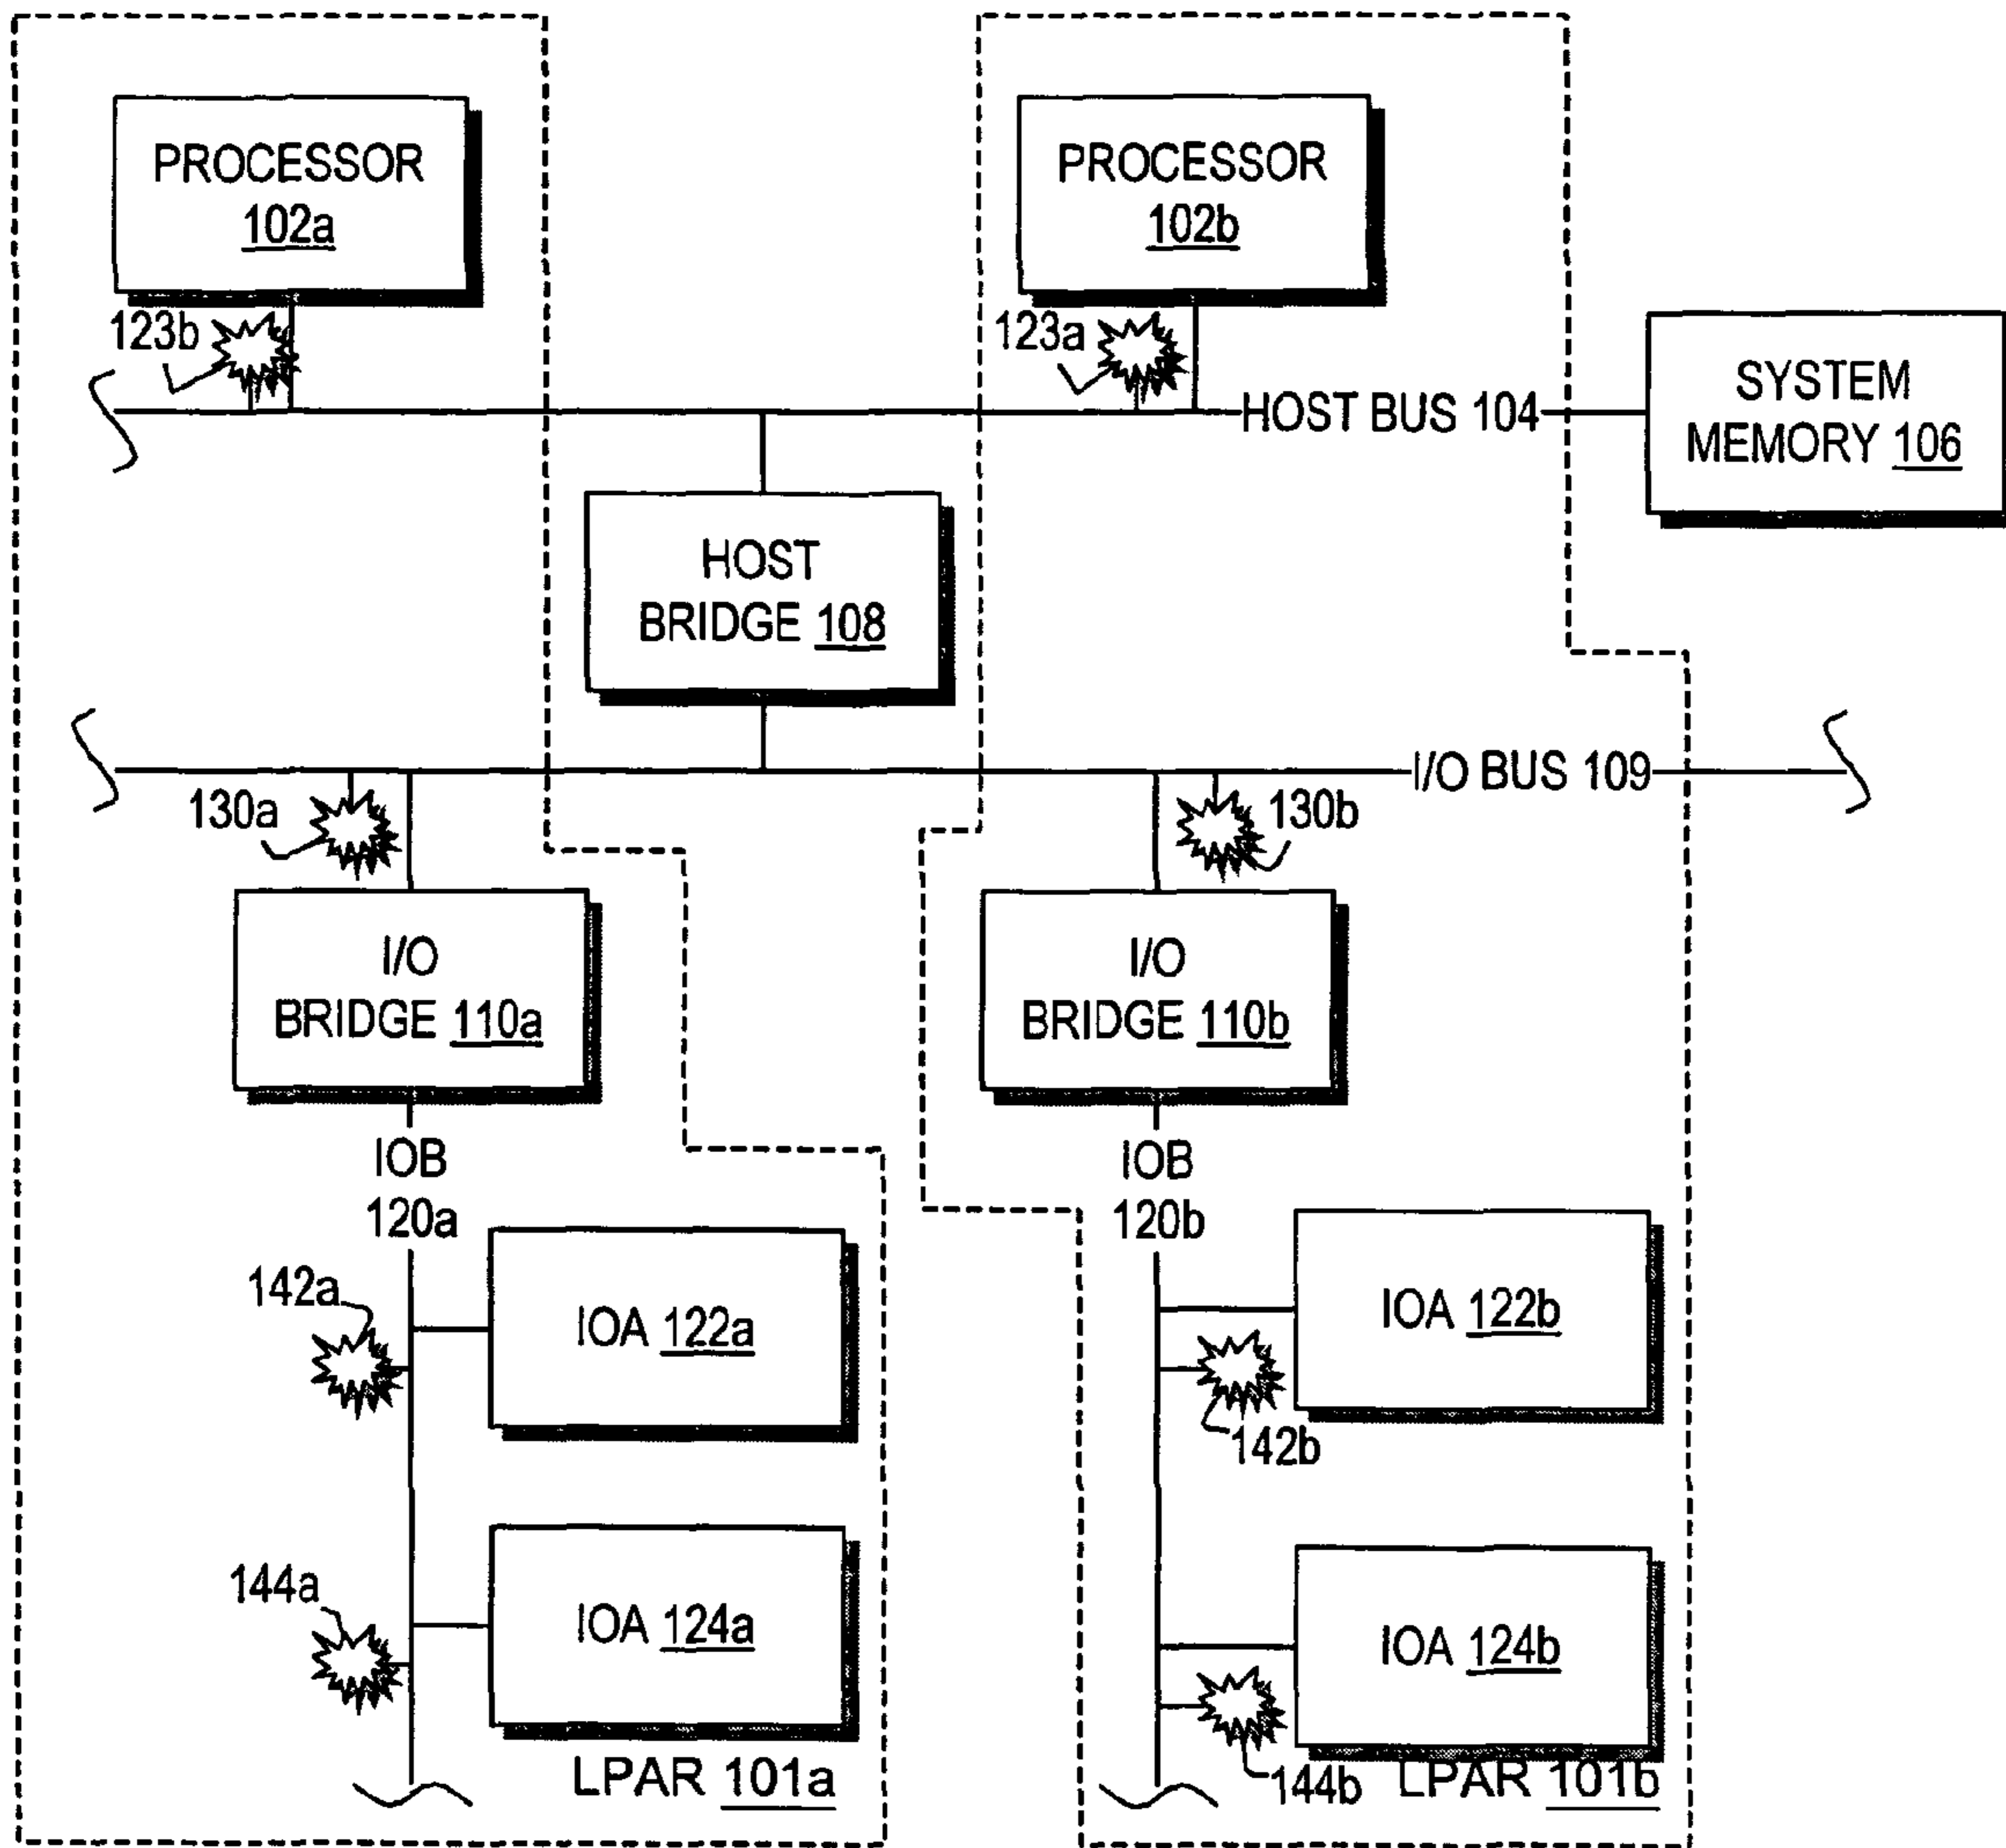 PROCESSOR
102a
PROCESSOR
102b
123b
123a
HOST BUS 104
SYSTEM
MEMORY 106
HOST
BRIDGE 108
I/O BUS 109
130a
130b
I/O
BRIDGE 110a
I/O
BRIDGE 110b
IOB
120a
IOB
120b
142a
IOA 122a
IOA 122b
142b
144a
IOA 124a
IOA 124b
144b
LPAR 101a
LPAR 101b